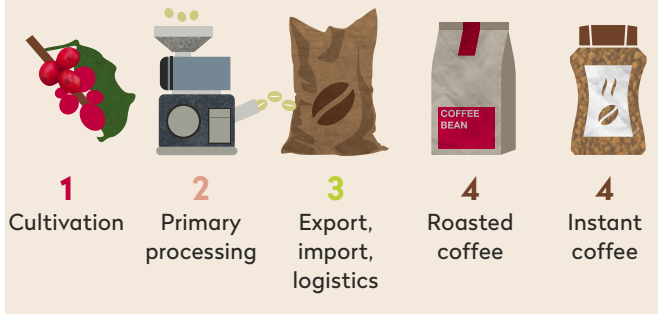 COFFEE
BEAN
1
Cultivation
2
Primary
processing
3
Export,
import,
logistics
4
Roasted
coffee
4
Instant
coffee